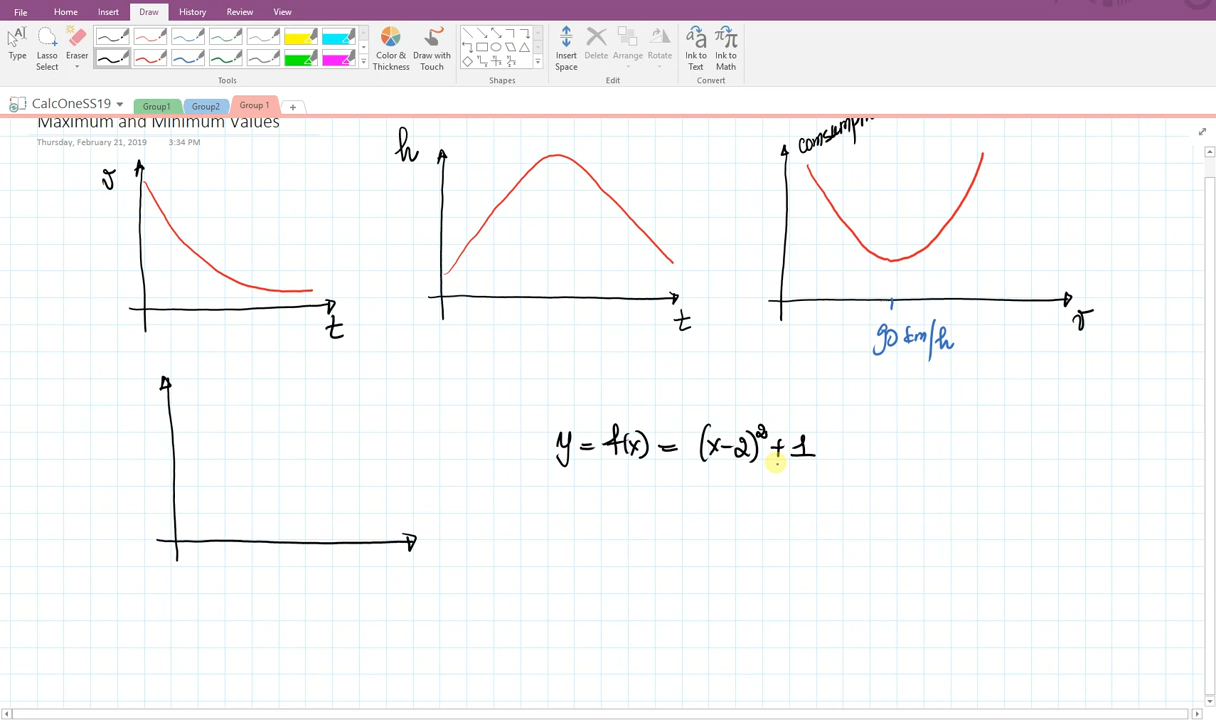 File Home Insert Draw History Review View
Type Lasso Select Eraser Color & Thickness Draw with Touch Insert Space Delete Arrange Rotate Ink to Text Ink to Math
Tools Shapes Edit Convert
CalcOneSS19 Group1 Group2 Group 1 +
Maximum and Minimum Values
Thursday, February 21, 2019 3:34 PM
v t
h t
v
90 km/h
y = f(x) = (x-2)² + 1